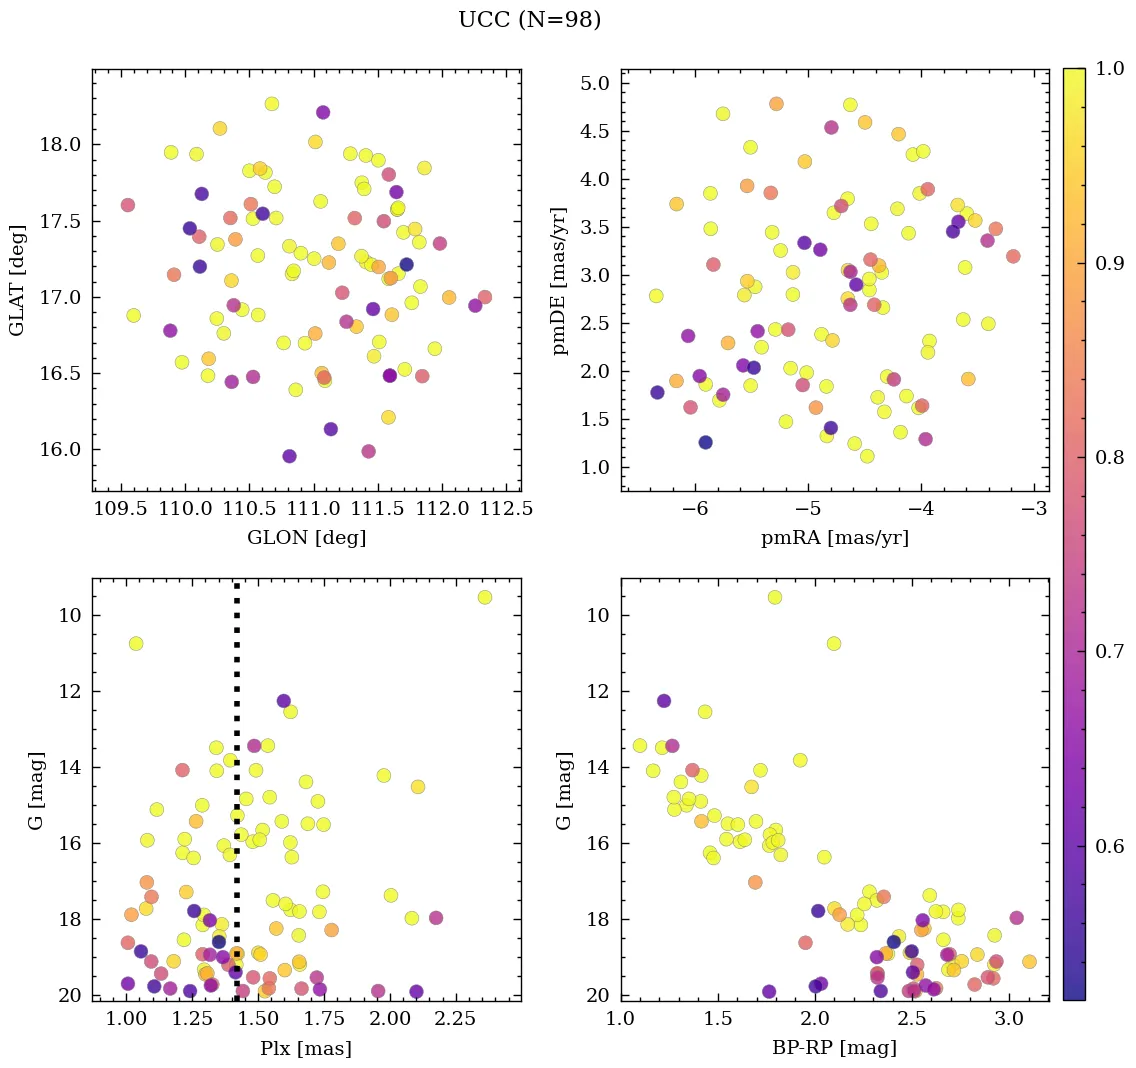 UCC (N=98)
18.0
17.5
17.0
16.5
16.0
GLAT [deg]
109.5 110.0 110.5 111.0 111.5 112.0 112.5
GLON [deg]
5.0
4.5
4.0
3.5
3.0
2.5
2.0
1.5
1.0
pmDE [mas/yr]
−6 −5 −4 −3
pmRA [mas/yr]
1.0
0.9
0.8
0.7
0.6
10
12
14
16
18
20
G [mag]
1.00 1.25 1.50 1.75 2.00 2.25
Plx [mas]
10
12
14
16
18
20
G [mag]
1.0 1.5 2.0 2.5 3.0
BP-RP [mag]